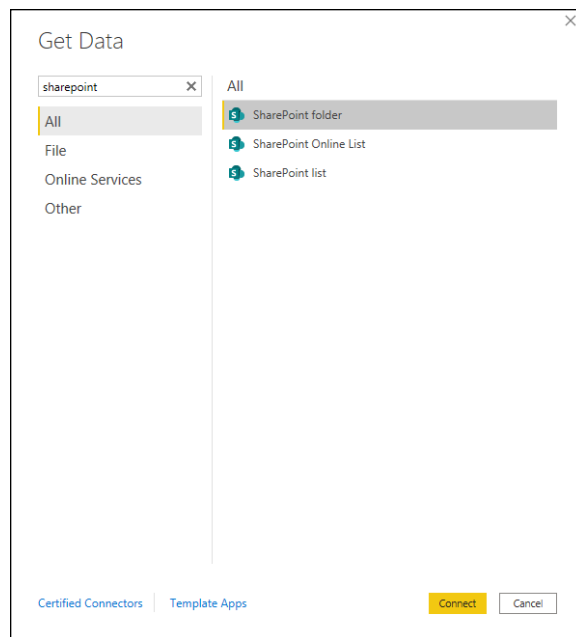 Get Data
sharepoint
All
File
Online Services
Other
All
SharePoint folder
SharePoint Online List
SharePoint list
Certified Connectors
Template Apps
Connect
Cancel